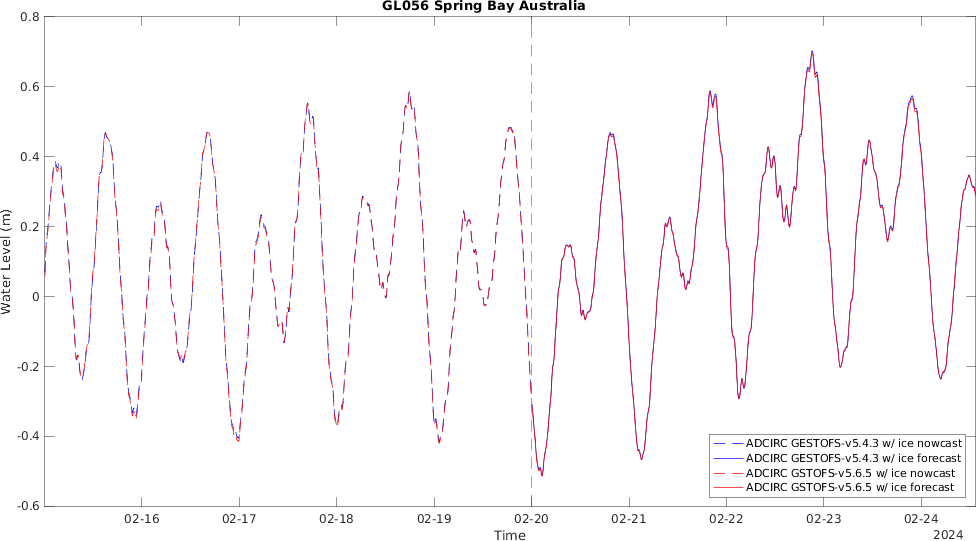 GL056 Spring Bay Australia
Water Level (m)
0.8
0.6
0.4
0.2
0
-0.2
-0.4
-0.6
ADCIRC GESTOFS-v5.4.3 w/ ice nowcast
ADCIRC GESTOFS-v5.4.3 w/ ice forecast
ADCIRC GSTOFS-v5.6.5 w/ ice nowcast
ADCIRC GSTOFS-v5.6.5 w/ ice forecast
02-16 02-17 02-18 02-19 02-20 02-21 02-22 02-23 02-24
Time
2024